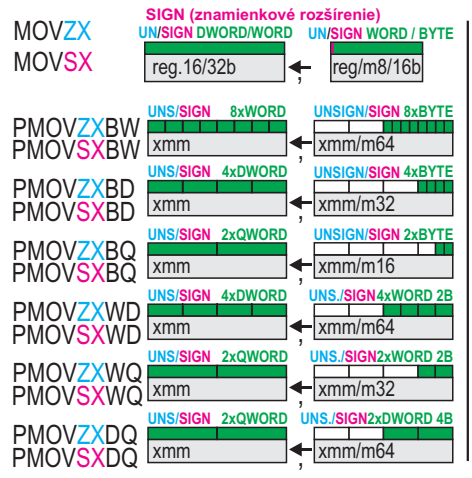 SIGN (znamienkové rozšírenie)
MOVZX UN/SIGN DWORD/WORD UN/SIGN WORD / BYTE
MOVSX reg.16/32b , reg/m8/16b
UNS/SIGN 8xWORD UNSIGN/SIGN 8xBYTE
PMOVZXBW
PMOVSXBW xmm , xmm/m64
UNS/SIGN 4xDWORD UNSIGN/SIGN 4xBYTE
PMOVZXBD
PMOVSXBD xmm , xmm/m32
UNS/SIGN 2xQWORD UNSIGN/SIGN 2xBYTE
PMOVZXBQ
PMOVSXBQ xmm , xmm/m16
UNS/SIGN 4xDWORD UNS./SIGN4xWORD 2B
PMOVZXWD
PMOVSXWD xmm , xmm/m64
UNS/SIGN 2xQWORD UNS./SIGN2xWORD 2B
PMOVZXWQ
PMOVSXWQ xmm , xmm/m32
UNS/SIGN 2xQWORD UNS./SIGN2xDWORD 4B
PMOVZXDQ
PMOVSXDQ xmm , xmm/m64